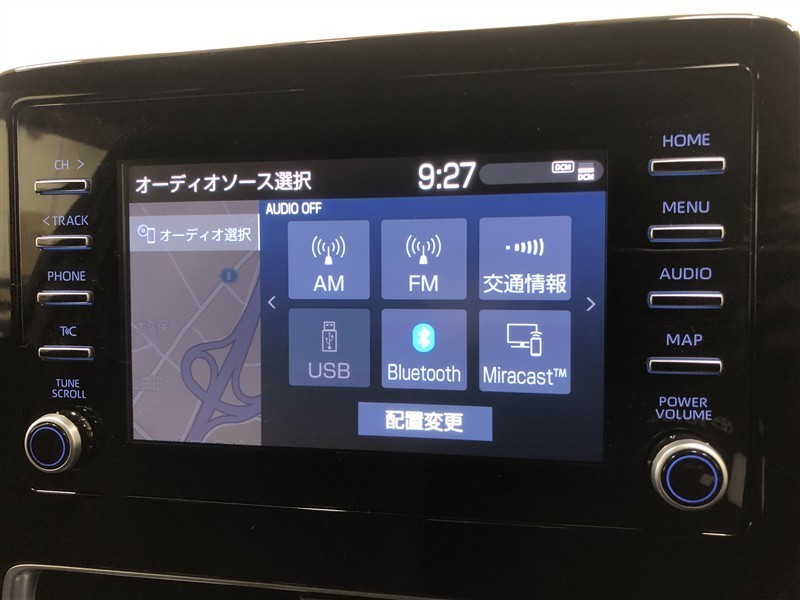 CH >
< TRACK
PHONE
T C
TUNE
SCROLL
オーディオソース選択
9:27
DCM
DCM
オーディオ選択
AUDIO OFF
AM
FM
交通情報
USB
Bluetooth
Miracast™
配置変更
HOME
MENU
AUDIO
MAP
POWER
VOLUME